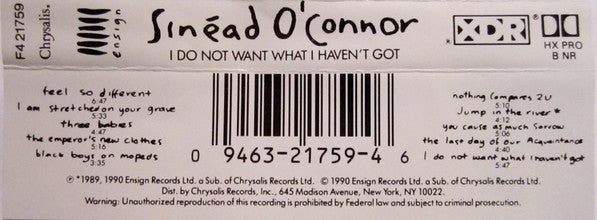 F4 21759
Chrysalis.
ensign
Sinéad O'Connor
I DO NOT WANT WHAT I HAVEN'T GOT
XDR
HX PRO
B NR
feel so different
6:47
I am stretched on your grave
5:33
three babies
4:47
the emperor's new clothes
5:16
black boys on mopeds
3:35
nothing compares 2U
5:10
Jump in the river*
4:12
you cause as much sorrow
5:06
the last day of our Acquaintance
4:40
I do not want what i haven't got
5:47
0 9463-21759-4 6
℗*1989, 1990 Ensign Records Ltd. a Sub. of Chrysalis Records Ltd. © 1990 Ensign Records Ltd. a Sub. of Chrysalis Records Ltd.
Dist. by Chrysalis Records, Inc., 645 Madison Avenue, New York, NY, 10022.
Warning: Unauthorized reproduction of this recording is prohibited by Federal law and subject to criminal prosecution.